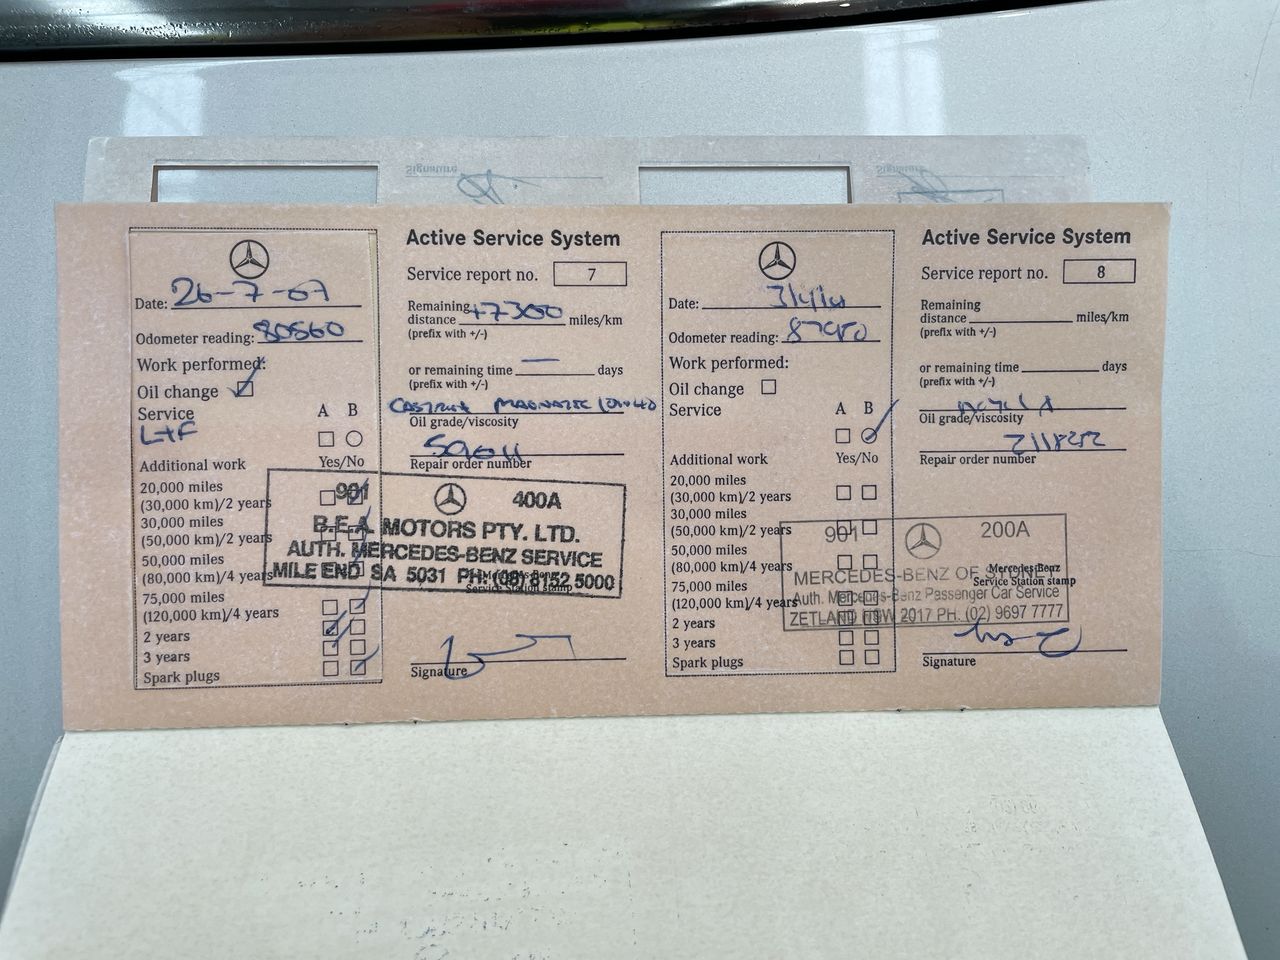 Signature
Signature
Date: 26-7-07
Odometer reading: 80560
Work performed:
Oil change
Service A B
L+F
Additional work Yes/No
20,000 miles
(30,000 km)/2 years
30,000 miles
(50,000 km)/2 years
50,000 miles
(80,000 km)/4 years
75,000 miles
(120,000 km)/4 years
2 years
3 years
Spark plugs
Active Service System
Service report no. 7
Remaining
distance +7300 miles/km
(prefix with +/-)
or remaining time — days
(prefix with +/-)
CASTROL MAGNATEC 10W40
Oil grade/viscosity
Repair order number
901 400A
B.E.A. MOTORS PTY. LTD.
AUTH. MERCEDES-BENZ SERVICE
MILE END SA 5031 PH: (08) 8152 5000
Mercedes-Benz
Service Station stamp
Signature
Date:
Odometer reading:
Work performed:
Oil change
Service A B
Additional work Yes/No
20,000 miles
(30,000 km)/2 years
30,000 miles
(50,000 km)/2 years
50,000 miles
(80,000 km)/4 years
75,000 miles
(120,000 km)/4 years
2 years
3 years
Spark plugs
Active Service System
Service report no. 8
Remaining
distance miles/km
(prefix with +/-)
or remaining time days
(prefix with +/-)
Oil grade/viscosity
Repair order number
901 200A
MERCEDES-BENZ OF SYDNEY
Auth. Mercedes-Benz Passenger Car Service
ZETLAND NSW 2017 PH. (02) 9697 7777
Mercedes Benz
Service Station stamp
Signature